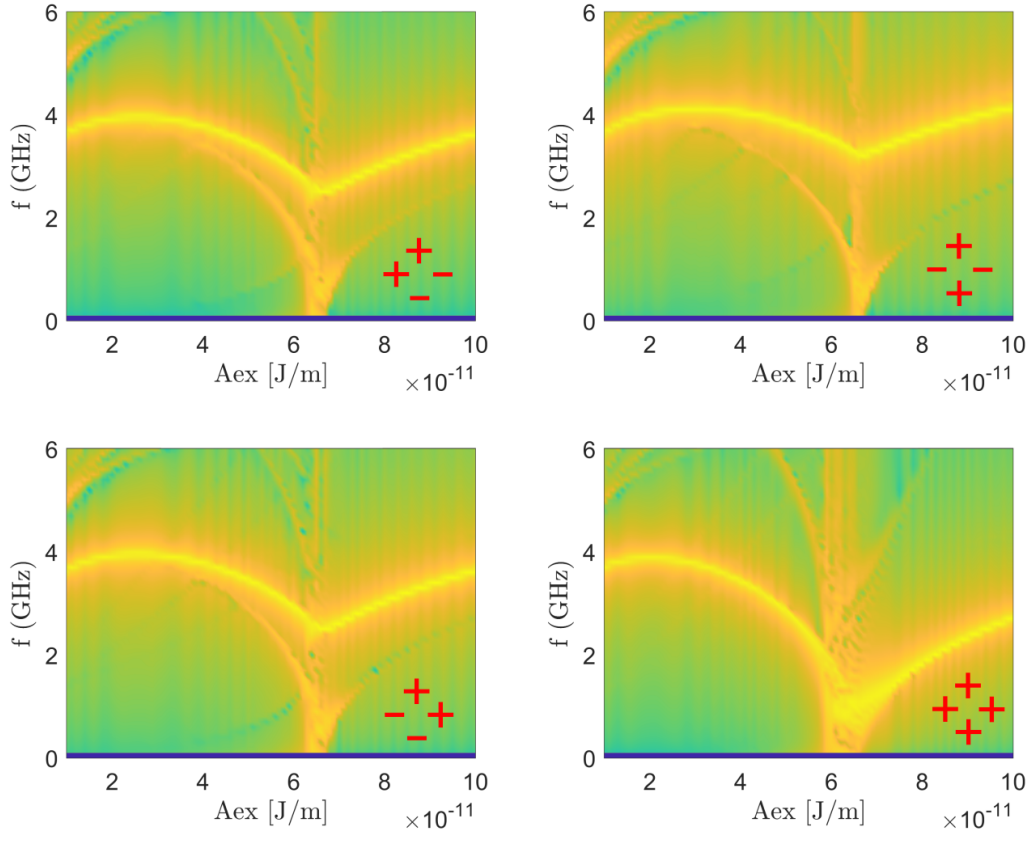 6
4
2
0
f (GHz)
2 4 6 8 10
Aex [J/m]
×10⁻¹¹
+
+ −
−
6
4
2
0
f (GHz)
2 4 6 8 10
Aex [J/m]
×10⁻¹¹
+
− −
+
6
4
2
0
f (GHz)
2 4 6 8 10
Aex [J/m]
×10⁻¹¹
+
− +
−
6
4
2
0
f (GHz)
2 4 6 8 10
Aex [J/m]
×10⁻¹¹
+
+ +
+